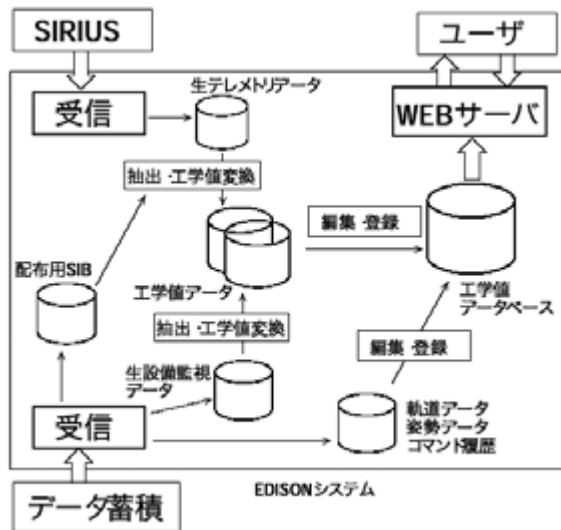 SIRIUS
ユーザ
受信
生テレメトリデータ
WEBサーバ
抽出・工学値変換
編集・登録
配布用SIB
工学値データ
工学値
データベース
抽出・工学値変換
編集・登録
生設備監視
データ
受信
軌道データ
姿勢データ
コマンド履歴
データ蓄積
EDISONシステム